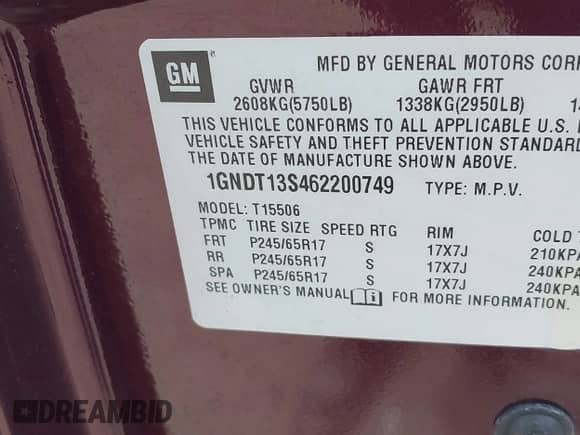 GM
MFD BY GENERAL MOTORS CORP
GVWR GAWR FRT
2608KG(5750LB) 1338KG(2950LB) 1
THIS VEHICLE CONFORMS TO ALL APPLICABLE U.S.
VEHICLE SAFETY AND THEFT PREVENTION STANDARD
THE DATE OF MANUFACTURE SHOWN ABOVE.
1GNDT13S462200749 TYPE: M.P.V.
MODEL: T15506
TPMC TIRE SIZE SPEED RTG RIM COLD
FRT P245/65R17 S 17X7J 210KPA
RR P245/65R17 S 17X7J 240KPA
SPA P245/65R17 S 17X7J 240KPA
SEE OWNER'S MANUAL FOR MORE INFORMATION.
DREAMBID